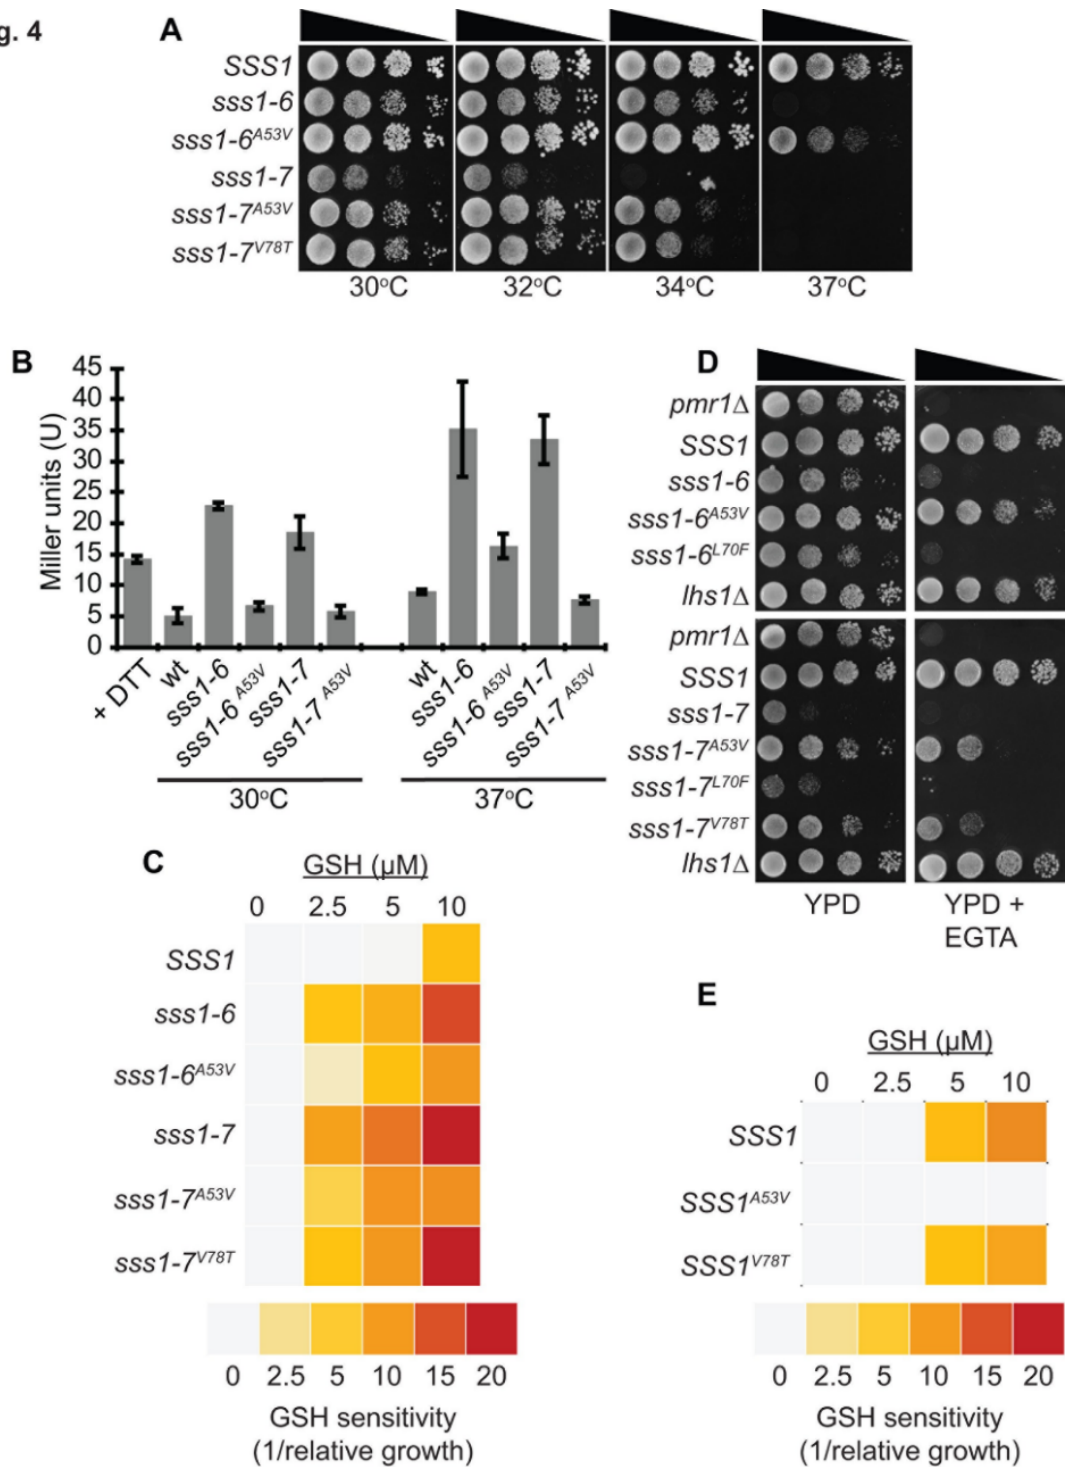 g. 4
A
SSS1
sss1-6
sss1-6A53V
sss1-7
sss1-7A53V
sss1-7V78T
30°C 32°C 34°C 37°C
B
Miller units (U)
45
40
35
30
25
20
15
10
5
0
+ DTT
wt
sss1-6
sss1-6 A53V
sss1-7
sss1-7 A53V
wt
sss1-6
sss1-6 A53V
sss1-7
sss1-7 A53V
30°C 37°C
C
GSH (µM)
0 2.5 5 10
SSS1
sss1-6
sss1-6A53V
sss1-7
sss1-7A53V
sss1-7V78T
0 2.5 5 10 15 20
GSH sensitivity
(1/relative growth)
D
pmr1Δ
SSS1
sss1-6
sss1-6A53V
sss1-6L70F
lhs1Δ
pmr1Δ
SSS1
sss1-7
sss1-7A53V
sss1-7L70F
sss1-7V78T
lhs1Δ
YPD
YPD +
EGTA
E
GSH (µM)
0 2.5 5 10
SSS1
SSS1A53V
SSS1V78T
0 2.5 5 10 15 20
GSH sensitivity
(1/relative growth)